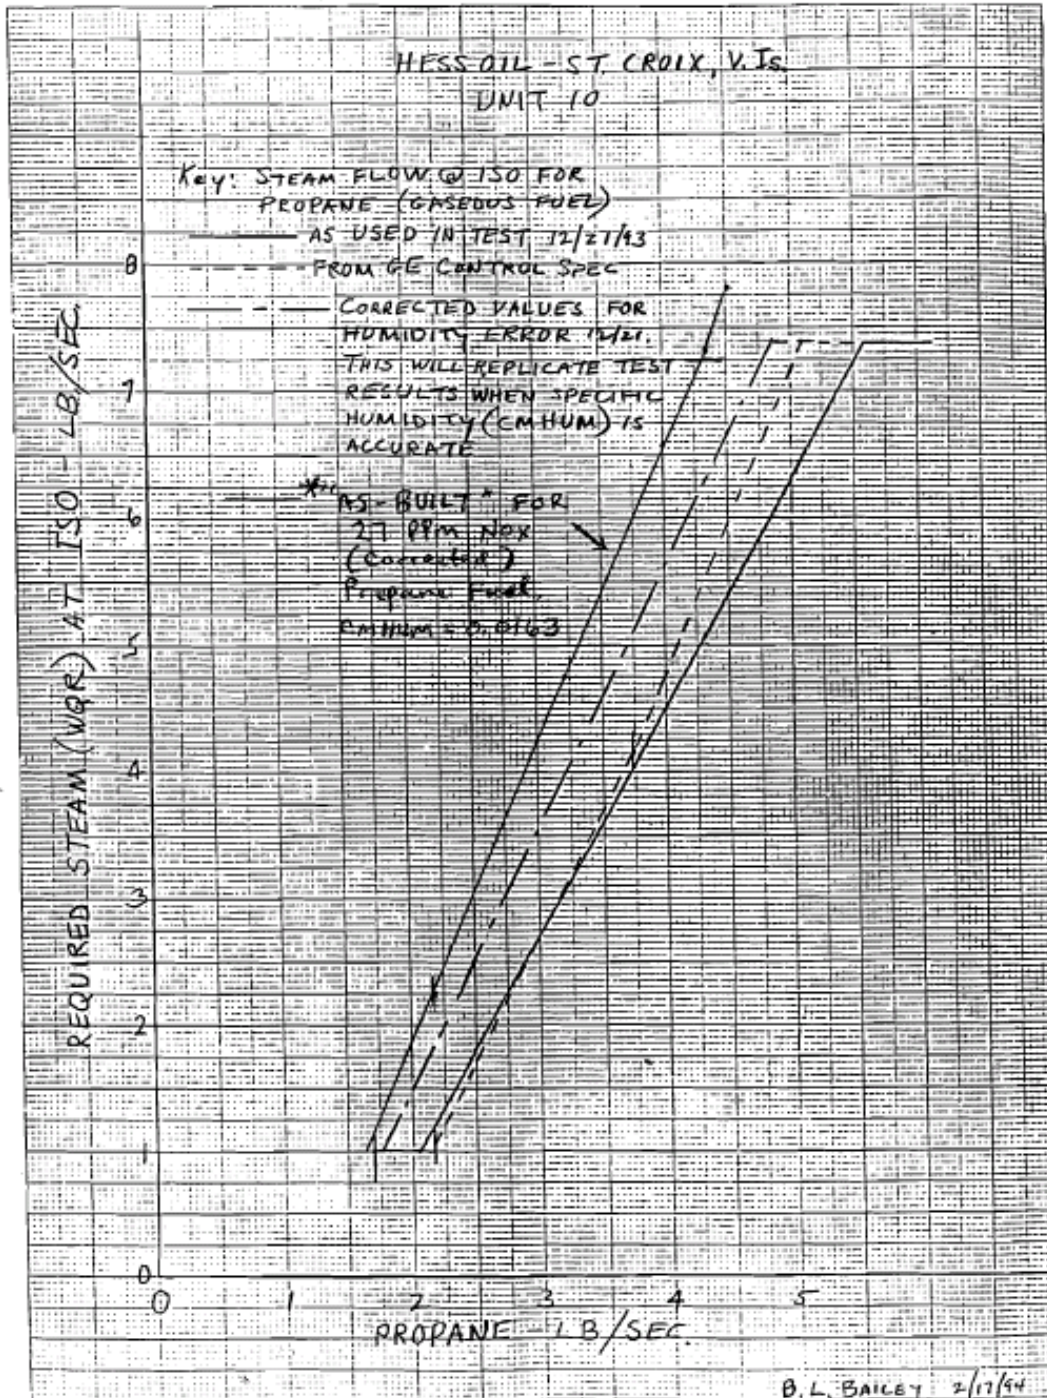 HESS OIL - ST. CROIX, V. Is.
UNIT 10
Key: STEAM FLOW @ ISO FOR
PROPANE (GASEOUS FUEL)
AS USED IN TEST 12/27/93
FROM GE CONTROL SPEC
CORRECTED VALUES FOR
HUMIDITY ERROR 12/21.
THIS WILL REPLICATE TEST
RESULTS WHEN SPECIFIC
HUMIDITY (CMHUM) IS
ACCURATE
*"AS-BUILT" FOR
27 PPm NOx
(Corrected)
Propane Fuel.
CMHUM = 0.0163
REQUIRED STEAM (WQR) AT ISO - LB/SEC.
8
7
6
5
4
3
2
1
0
0 1 2 3 4 5
PROPANE - LB/SEC.
B.L. BAILEY 2/17/94